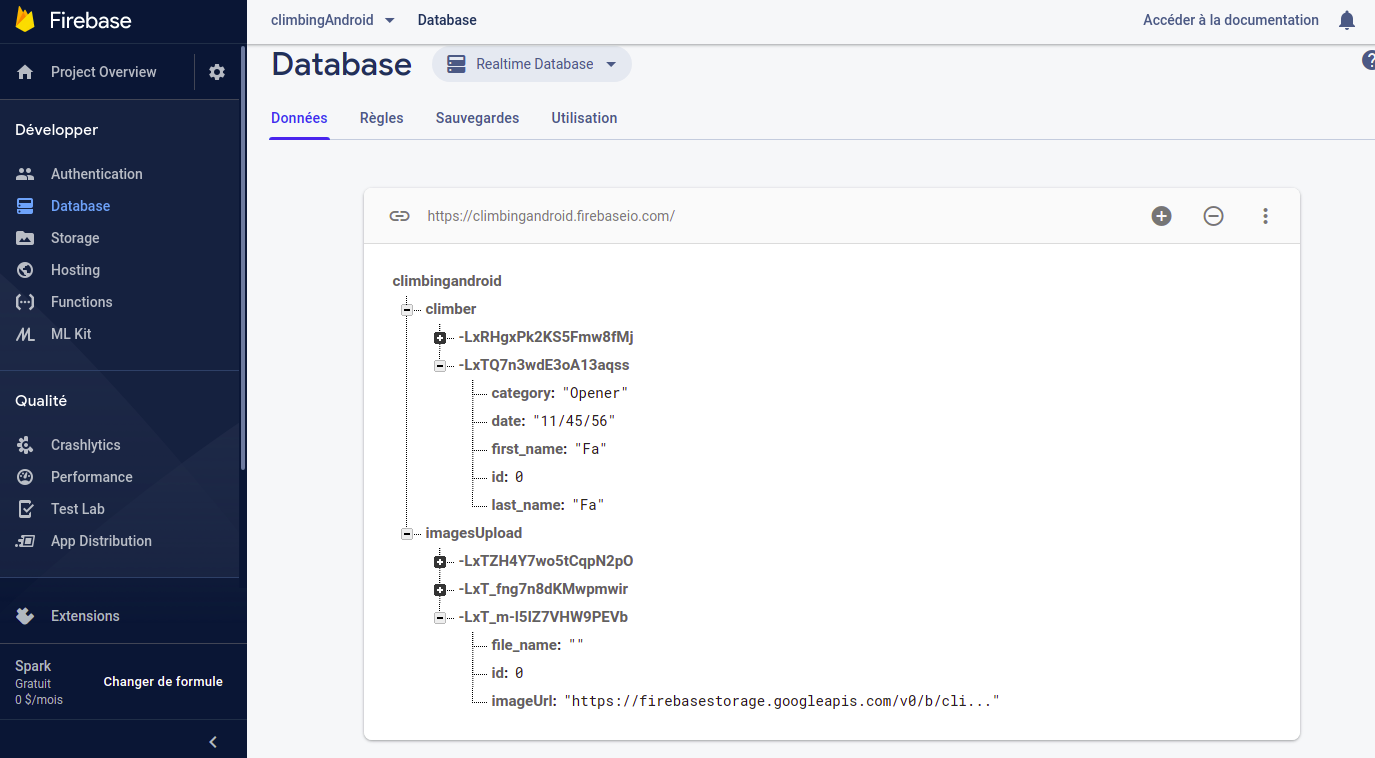 Firebase
climbingAndroid
Database
Accéder à la documentation
Project Overview
Développer
Authentication
Database
Storage
Hosting
Functions
ML Kit
Qualité
Crashlytics
Performance
Test Lab
App Distribution
Extensions
Spark
Gratuit
0 $/mois
Changer de formule
Database
Realtime Database
?
Données Règles Sauvegardes Utilisation
https://climbingandroid.firebaseio.com/
climbingandroid
climber
-LxRHgxPk2KS5Fmw8fMj
-LxTQ7n3wdE3oA13aqss
category: "Opener"
date: "11/45/56"
first_name: "Fa"
id: 0
last_name: "Fa"
imagesUpload
-LxTZH4Y7wo5tCqpN2pO
-LxT_fng7n8dKMwpmwir
-LxT_m-I5IZ7VHW9PEVb
file_name: ""
id: 0
imageUrl: "https://firebasestorage.googleapis.com/v0/b/cli..."